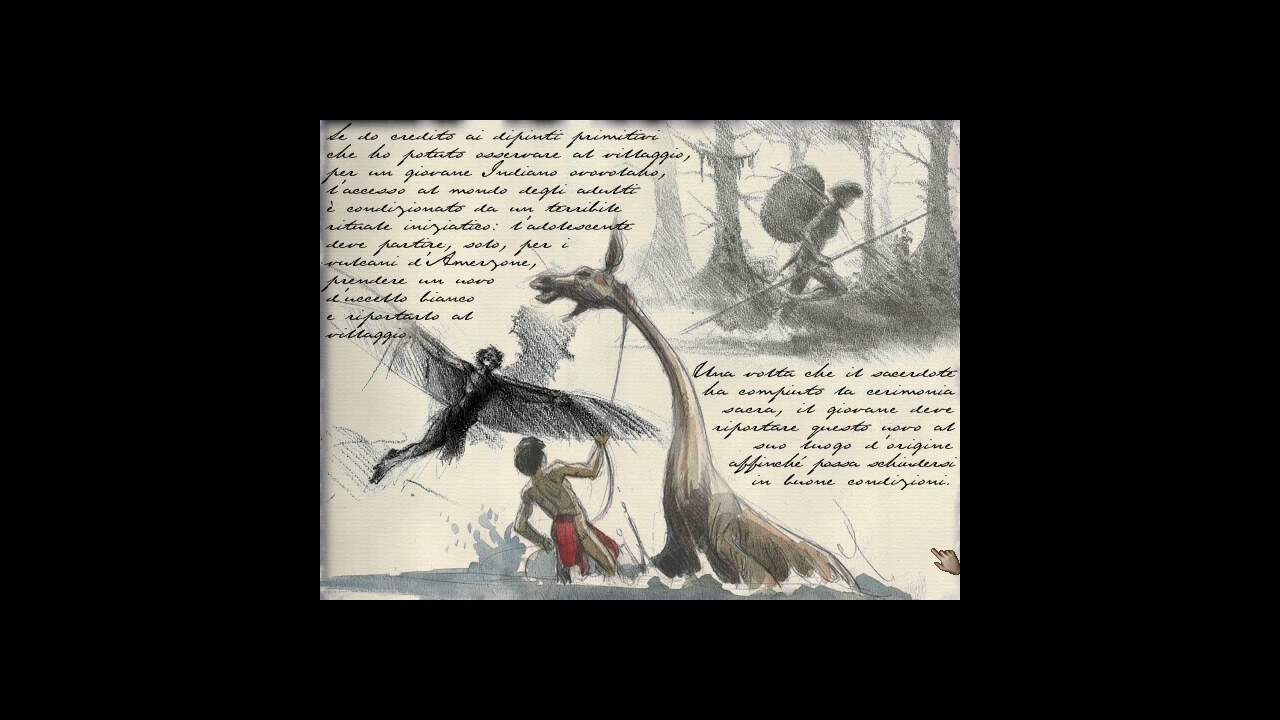 Se do credito ai dipinti primitivi
che ho potuto osservare al villaggio,
per un giovane Indiano ovovolaho,
l'accesso al mondo degli adulti
è condizionato da un terribile
rituale iniziatico: l'adolescente
deve partire, solo, per i
vulcani d'Amerzone,
prendere un uovo
d'uccello bianco
e riportarlo al
villaggio.
Una volta che il sacerdote
ha compiuto la cerimonia
sacra, il giovane deve
riportare questo uovo al
suo luogo d'origine
affinché possa schiudersi
in buone condizioni.